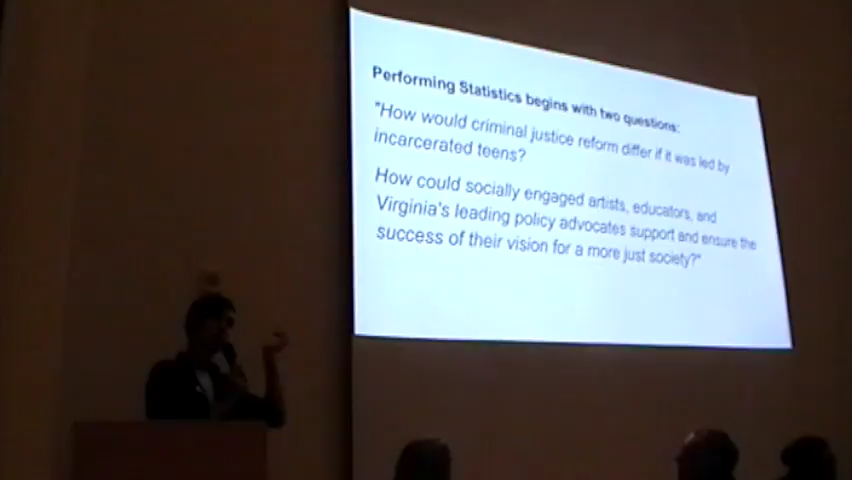 Performing Statistics begins with two questions:
"How would criminal justice reform differ if it was led by
incarcerated teens?
How could socially engaged artists, educators, and
Virginia's leading policy advocates support and ensure the
success of their vision for a more just society?"